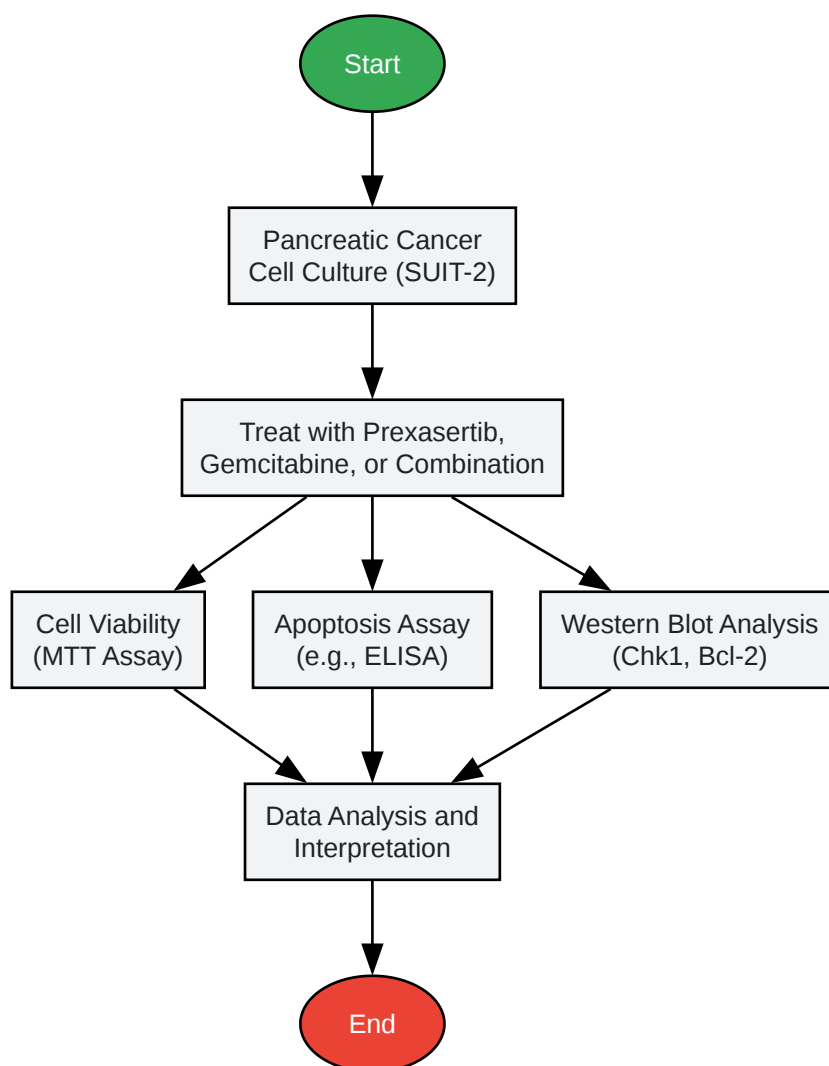 Start
Pancreatic Cancer
Cell Culture (SUIT-2)
Treat with Prexasertib,
Gemcitabine, or Combination
Cell Viability
(MTT Assay)
Apoptosis Assay
(e.g., ELISA)
Western Blot Analysis
(Chk1, Bcl-2)
Data Analysis and
Interpretation
End